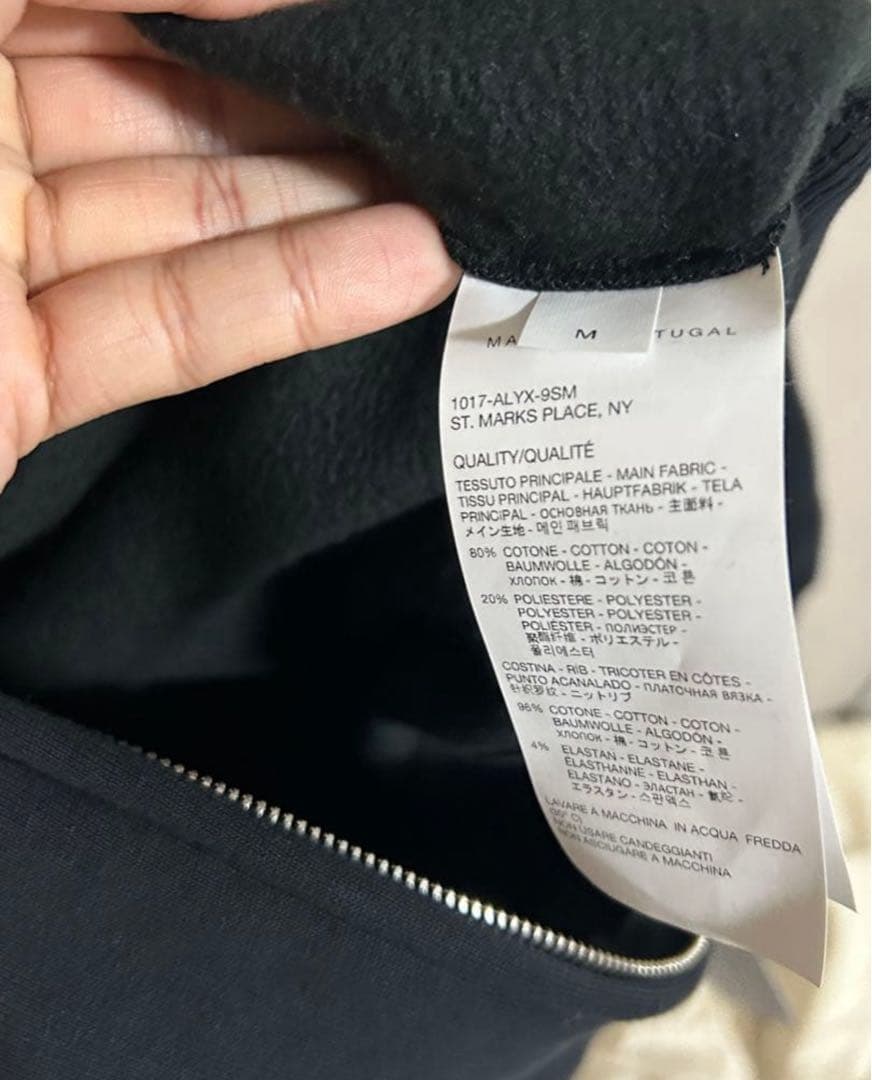 MA M TUGAL
1017-ALYX-9SM
ST. MARKS PLACE, NY
QUALITY/QUALITÉ
TESSUTO PRINCIPALE - MAIN FABRIC -
TISSU PRINCIPAL - HAUPTFABRIK - TELA
PRINCIPAL - ОСНОВНАЯ ТКАНЬ - 主面料 -
メイン生地 - 메인 패브릭
80% COTONE - COTTON - COTON -
BAUMWOLLE - ALGODÓN -
ХЛОПОК - 棉 - コットン - 코튼
20% POLIESTERE - POLYESTER -
POLYESTER - POLYESTER -
POLIÉSTER - ПОЛИЭСТЕР -
聚酯纤维 - ポリエステル -
폴리에스터
COSTINA - RIB - TRICOTER EN CÔTES -
PUNTO ACANALADO - ПЛАТОЧНАЯ ВЯЗКА -
针织罗纹 - ニットリブ
96% COTONE - COTTON - COTON -
BAUMWOLLE - ALGODÓN -
ХЛОПОК - 棉 - コットン - 코튼
4% ELASTAN - ELASTANE -
ÉLASTHANNE - ELASTHAN -
ELASTANO - ЭЛАСТАН - 氨纶 -
エラスタン - 스판덱스
LAVARE A MACCHINA IN ACQUA FREDDA
(30° C)
NON USARE CANDEGGIANTI
NON ASCIUGARE A MACCHINA